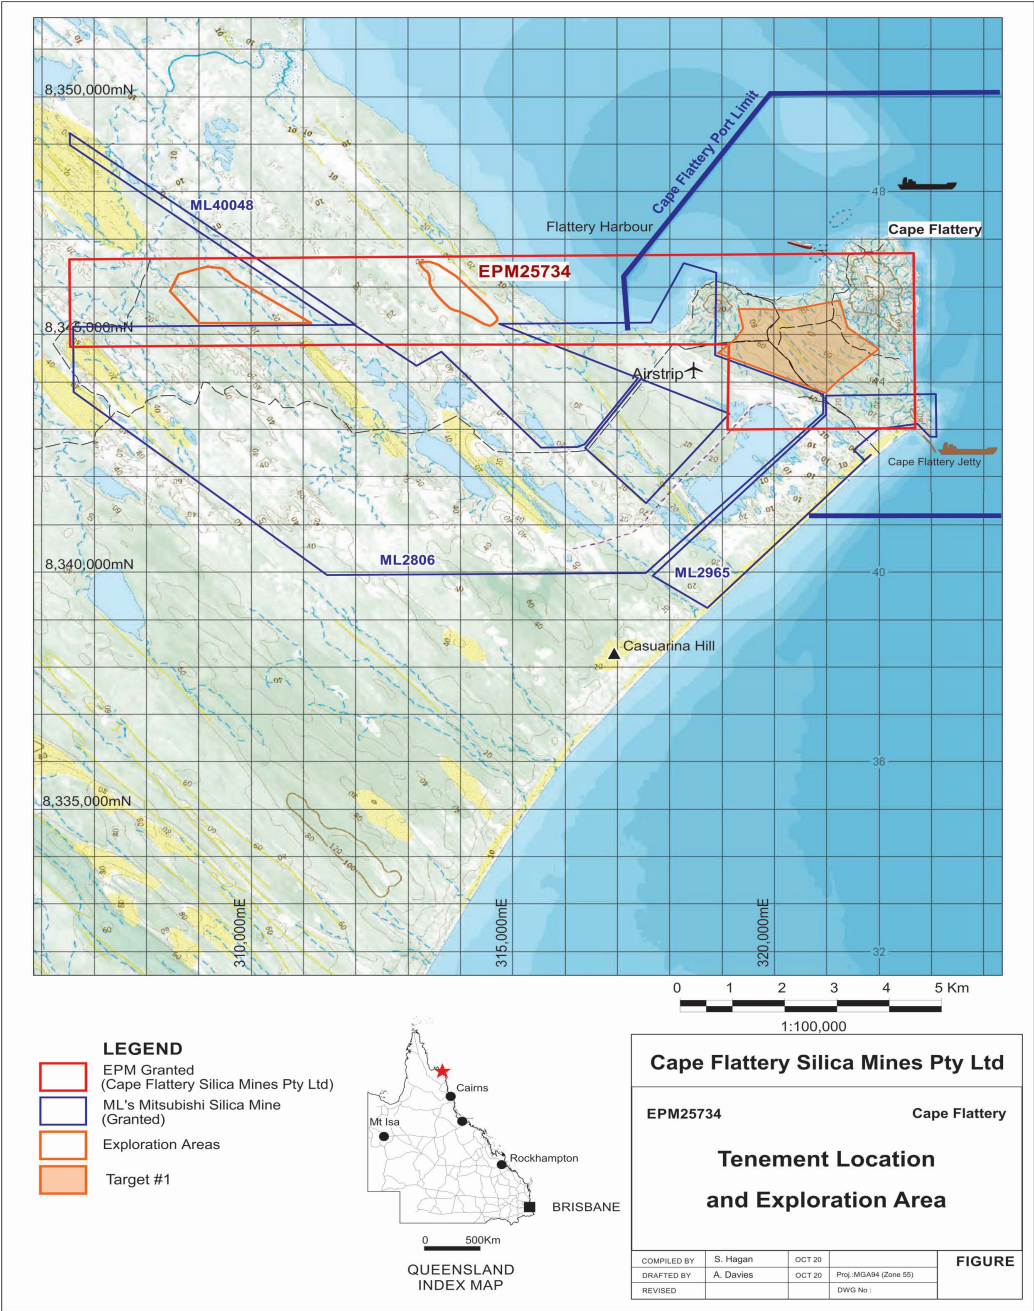 8,350,000mN
Cape Flattery Port Limit
48
ML40048
Flattery Harbour
Cape Flattery
EPM25734
8,345,000mN
Airstrip
44
Cape Flattery Jetty
ML2806
8,340,000mN
ML2965
40
Casuarina Hill
36
8,335,000mN
120
100
310,000mE
315,000mE
320,000mE
32
0 1 2 3 4 5 Km
1:100,000
LEGEND
EPM Granted
(Cape Flattery Silica Mines Pty Ltd)
ML's Mitsubishi Silica Mine
(Granted)
Exploration Areas
Target #1
Cairns
Mt Isa
Rockhampton
BRISBANE
0 500Km
QUEENSLAND
INDEX MAP
Cape Flattery Silica Mines Pty Ltd
EPM25734 Cape Flattery
Tenement Location
and Exploration Area
COMPILED BY S. Hagan OCT 20
FIGURE
DRAFTED BY A. Davies OCT 20 Proj.:MGA94 (Zone 55)
REVISED DWG No :